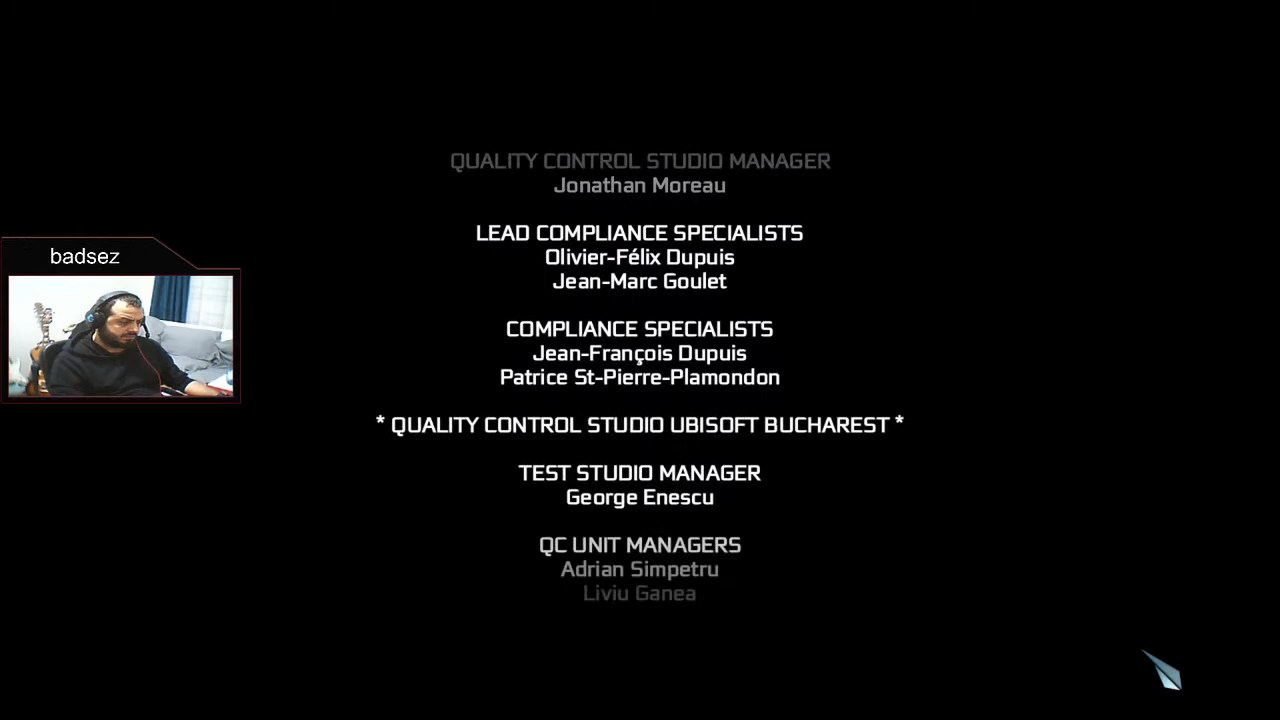 QUALITY CONTROL STUDIO MANAGER
Jonathan Moreau
LEAD COMPLIANCE SPECIALISTS
Olivier-Félix Dupuis
Jean-Marc Goulet
badsez
COMPLIANCE SPECIALISTS
Jean-François Dupuis
Patrice St-Pierre-Plamondon
* QUALITY CONTROL STUDIO UBISOFT BUCHAREST *
TEST STUDIO MANAGER
George Enescu
QC UNIT MANAGERS
Adrian Simpetru
Liviu Ganea